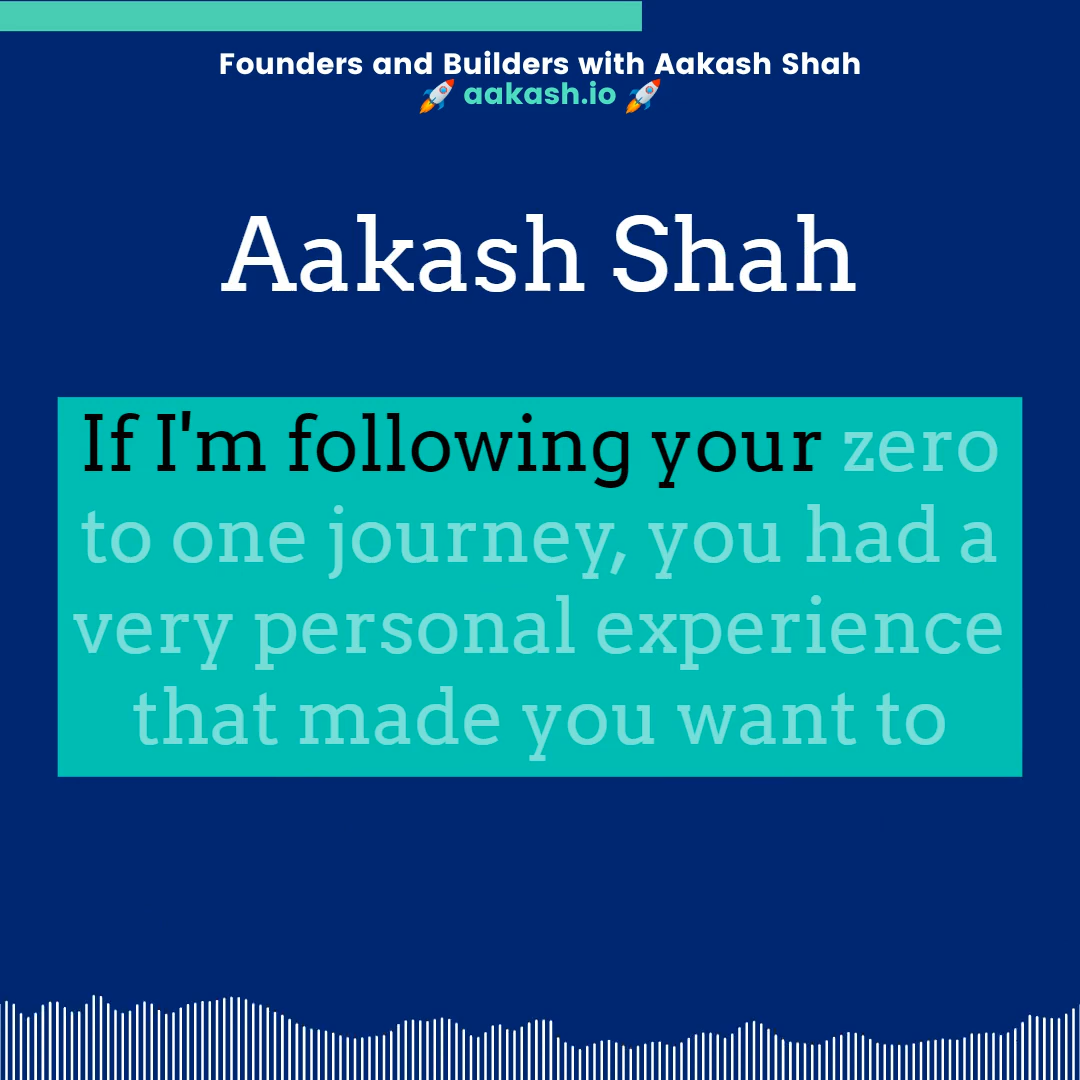 Founders and Builders with Aakash Shah
🚀 aakash.io 🚀
Aakash Shah
If I'm following your zero
to one journey, you had a
very personal experience
that made you want to